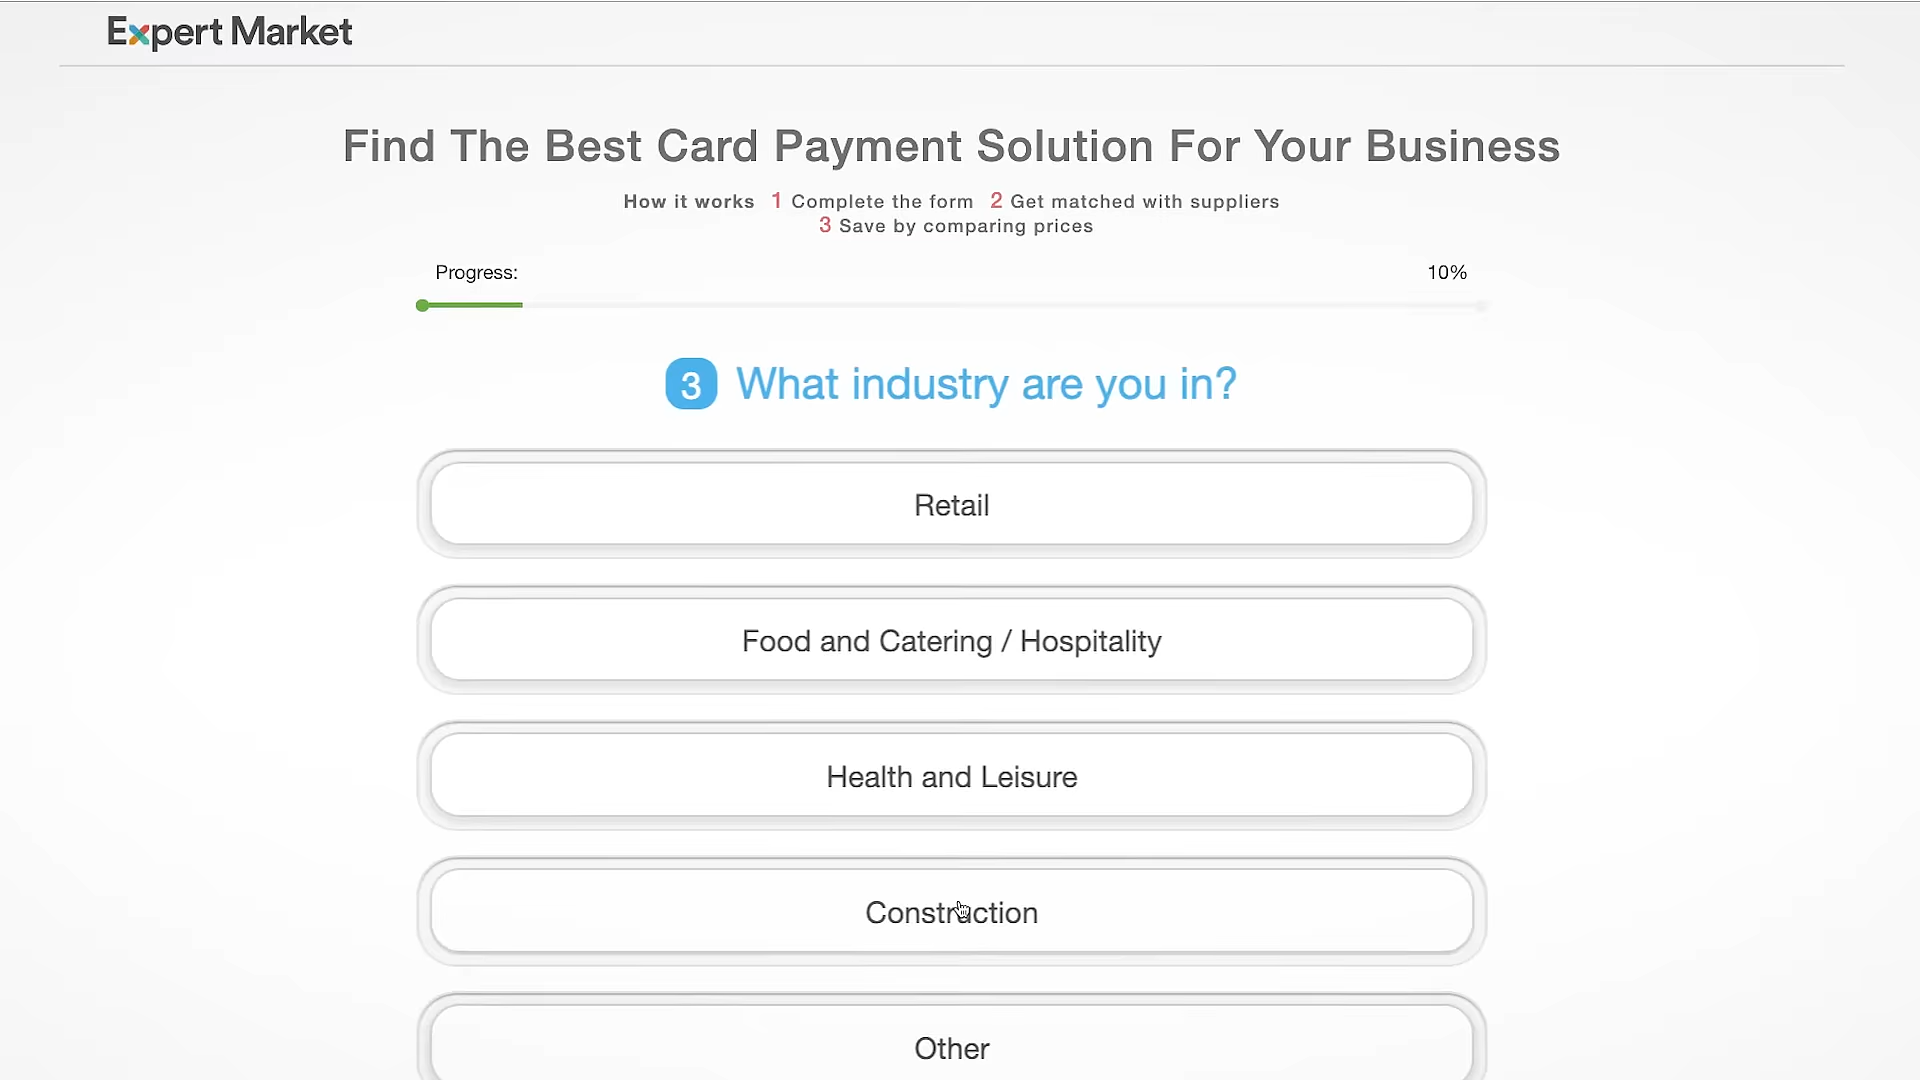 Expert Market
Find The Best Card Payment Solution For Your Business
How it works 1 Complete the form 2 Get matched with suppliers
3 Save by comparing prices
Progress: 10%
3 What industry are you in?
Retail
Food and Catering / Hospitality
Health and Leisure
Construction
Other